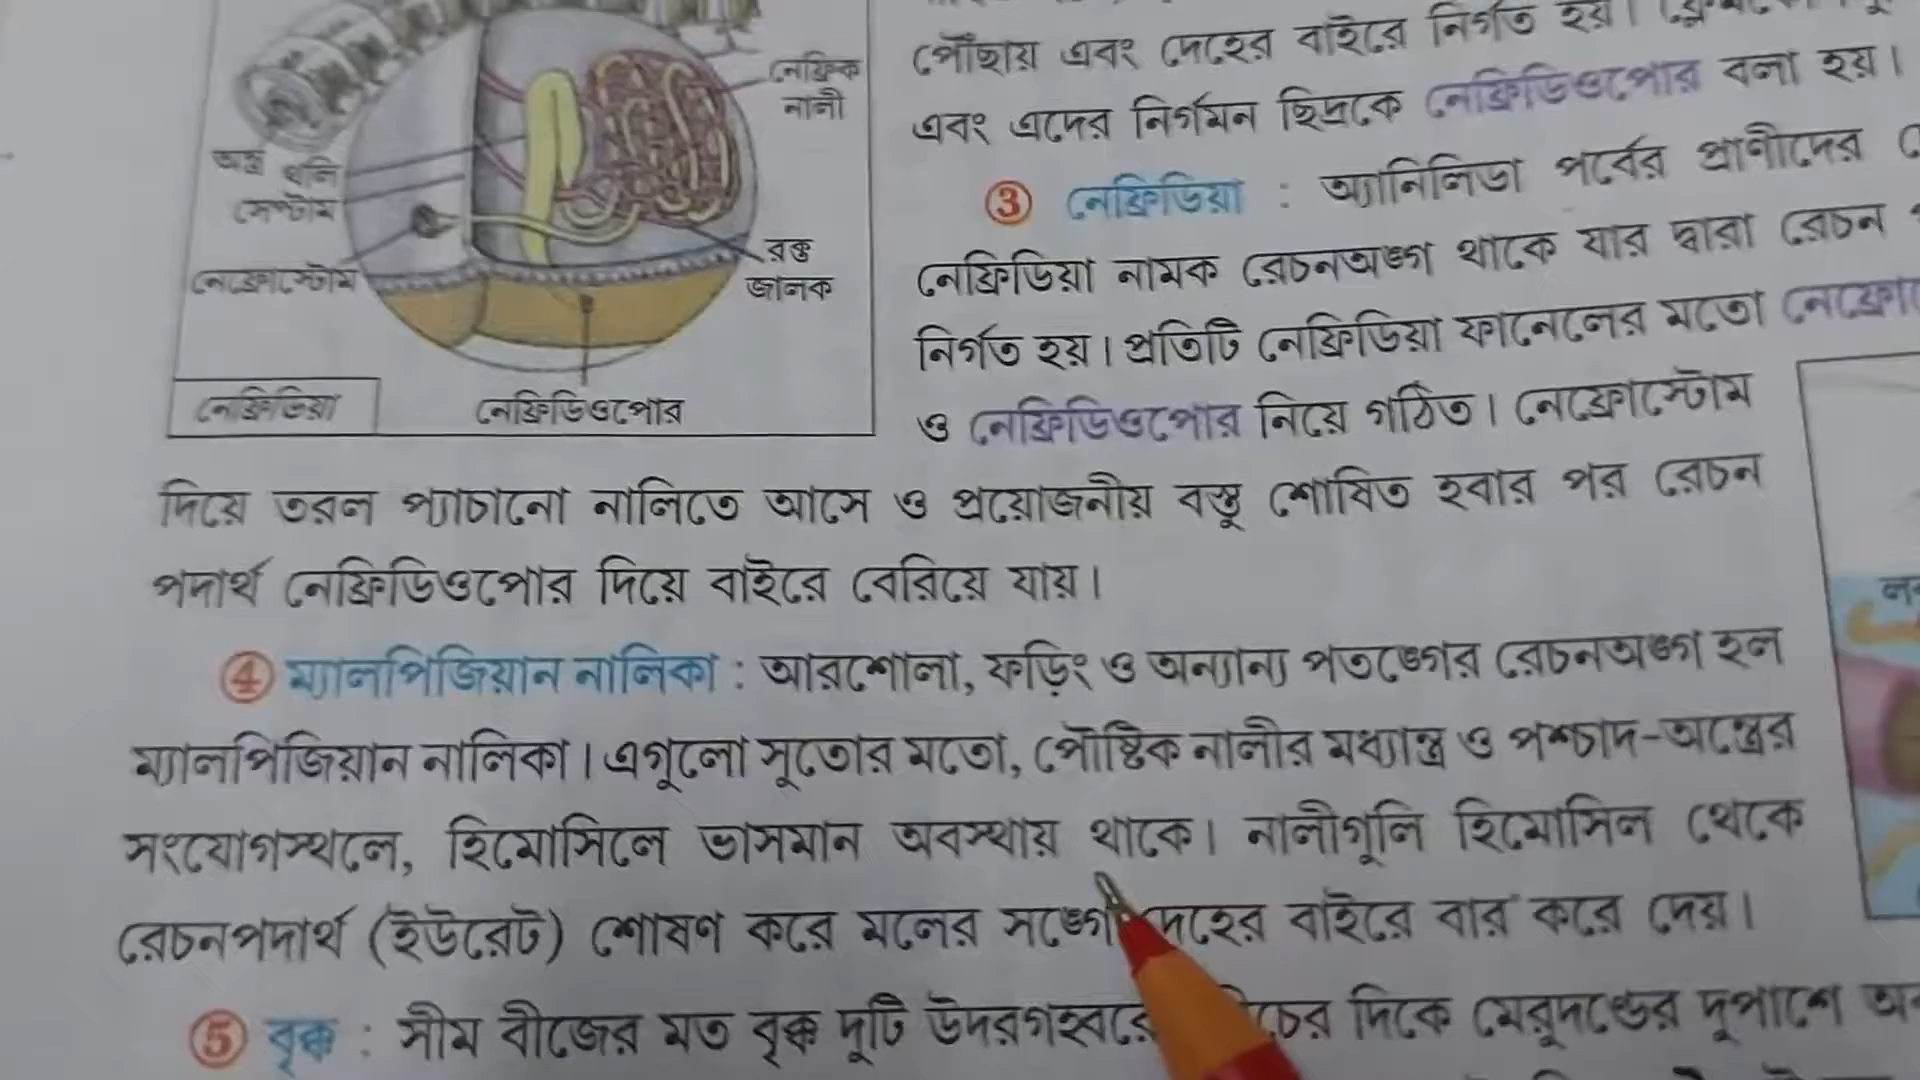 নেফ্রিক
নালী
অন্ত্র থলি
সেপ্টাম
নেফ্রোস্টোম
রক্ত
জালক
নেফ্রিডিয়া
নেফ্রিডিওপোর
পৌঁছায় এবং দেহের বাইরে নির্গত হয়।
এবং এদের নির্গমন ছিদ্রকে নেফ্রিডিওপোর বলা হয়।
③ নেফ্রিডিয়া : অ্যানিলিডা পর্বের প্রাণীদের
নেফ্রিডিয়া নামক রেচনঅঙ্গ থাকে যার দ্বারা রেচন
নির্গত হয়। প্রতিটি নেফ্রিডিয়া ফানেলের মতো
ও নেফ্রিডিওপোর নিয়ে গঠিত। নেফ্রোস্টোম
দিয়ে তরল প্যাচানো নালিতে আসে ও প্রয়োজনীয় বস্তু শোষিত হবার পর রেচন
পদার্থ নেফ্রিডিওপোর দিয়ে বাইরে বেরিয়ে যায়।
④ ম্যালপিজিয়ান নালিকা : আরশোলা, ফড়িং ও অন্যান্য পতঙ্গের রেচনঅঙ্গ হল
ম্যালপিজিয়ান নালিকা। এগুলো সুতোর মতো, পৌষ্টিক নালীর মধ্যান্ত্র ও পশ্চাদ-অন্ত্রের
সংযোগস্থলে, হিমোসিলে ভাসমান অবস্থায় থাকে। নালীগুলি হিমোসিল থেকে
রেচনপদার্থ (ইউরেট) শোষণ করে মলের সঙ্গে দেহের বাইরে বার করে দেয়।
⑤ বৃক্ক : সীম বীজের মত বৃক্ক দুটি উদরগহ্বরের দিকে মেরুদণ্ডের দুপাশে